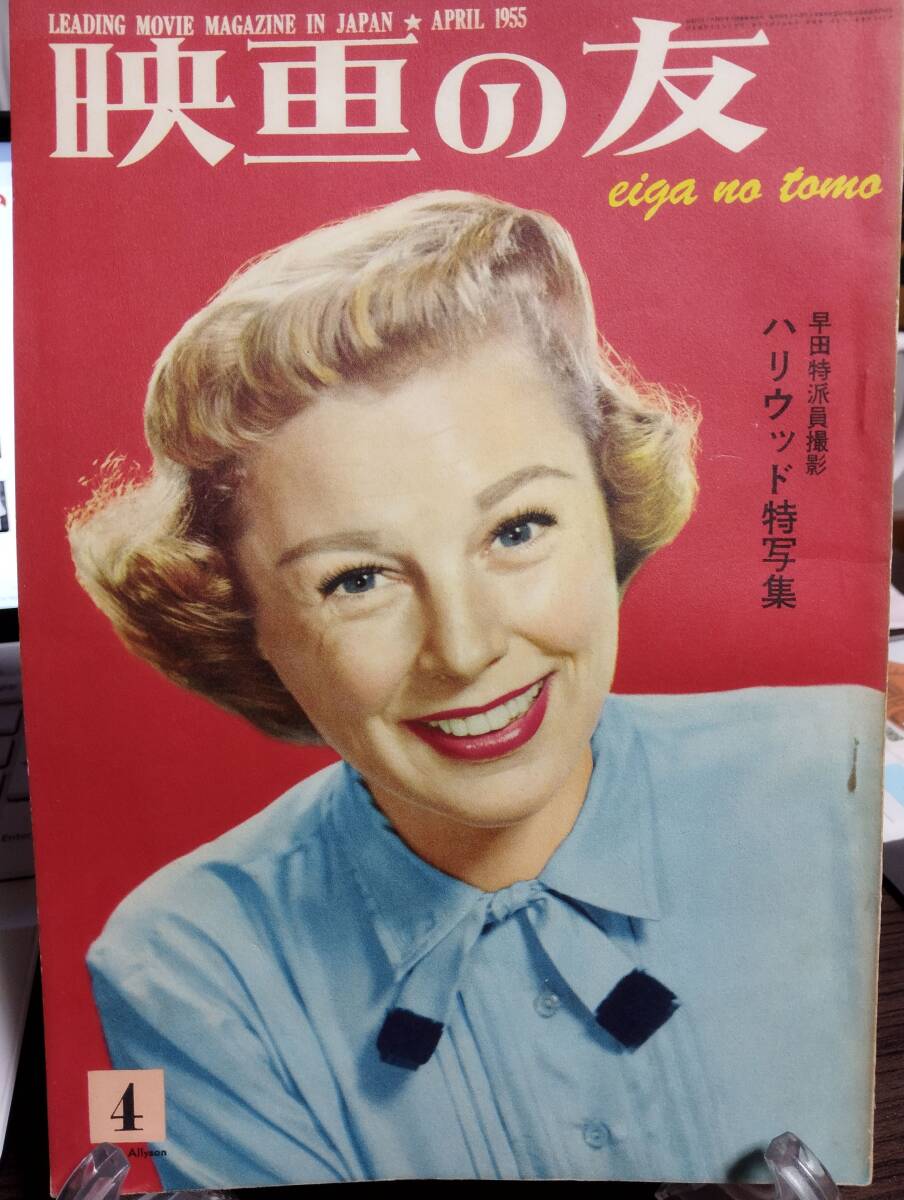 LEADING MOVIE MAGAZINE IN JAPAN ★ APRIL 1955
映画の友
eiga no tomo
早田特派員撮影
ハリウッド特写集
4
Allyson
Enter